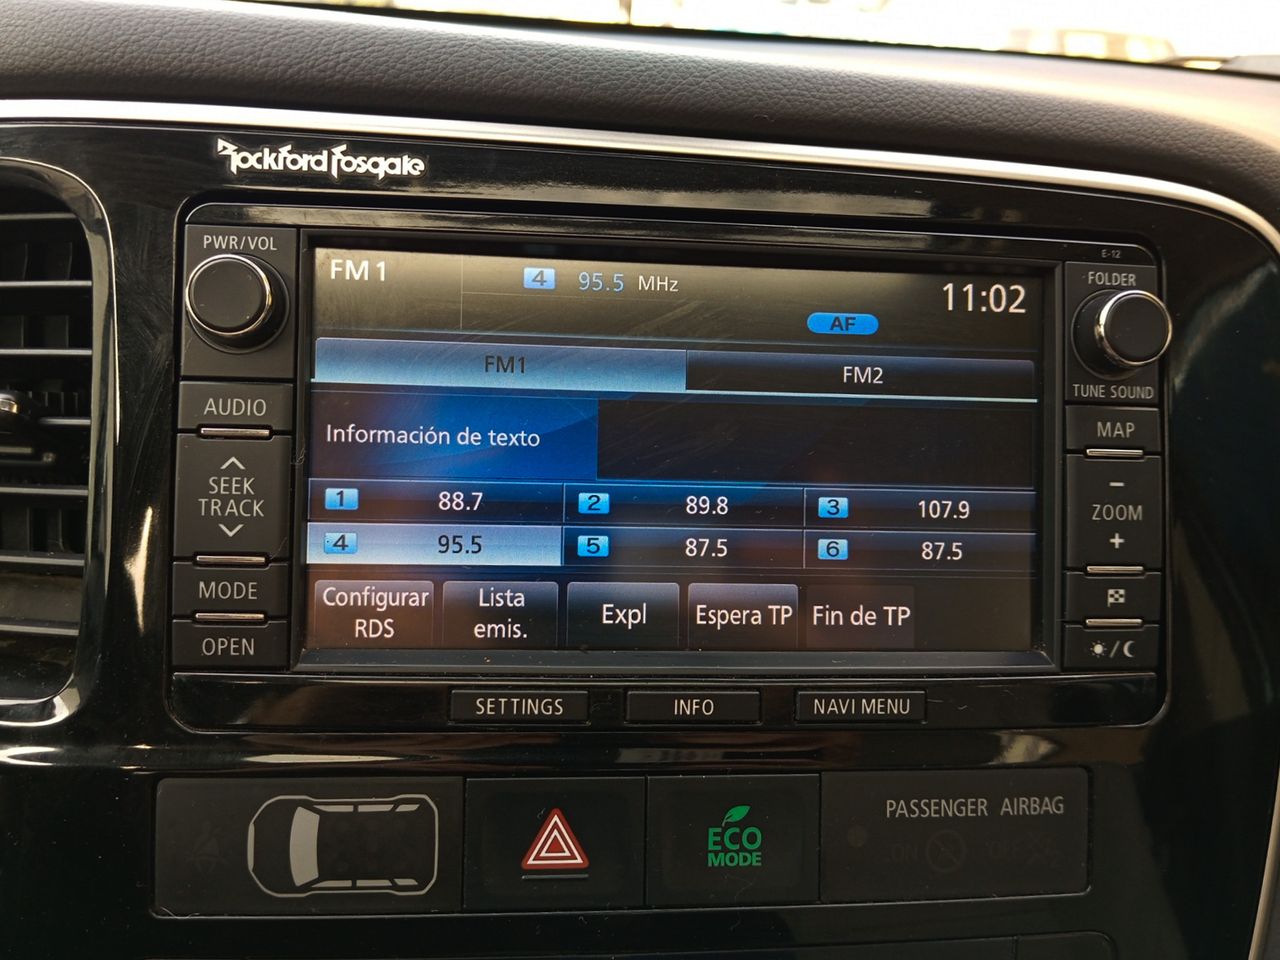 Rockford Fosgate
PWR/VOL
AUDIO
SEEK
TRACK
MODE
OPEN
FM1
4 95.5 MHz
11:02
AF
FM1 FM2
Información de texto
1 88.7 2 89.8 3 107.9
4 95.5 5 87.5 6 87.5
Configurar
RDS
Lista
emis.
Expl
Espera TP
Fin de TP
E-12
FOLDER
TUNE SOUND
MAP
-
ZOOM
+
SETTINGS INFO NAVI MENU
ECO
MODE
PASSENGER AIRBAG